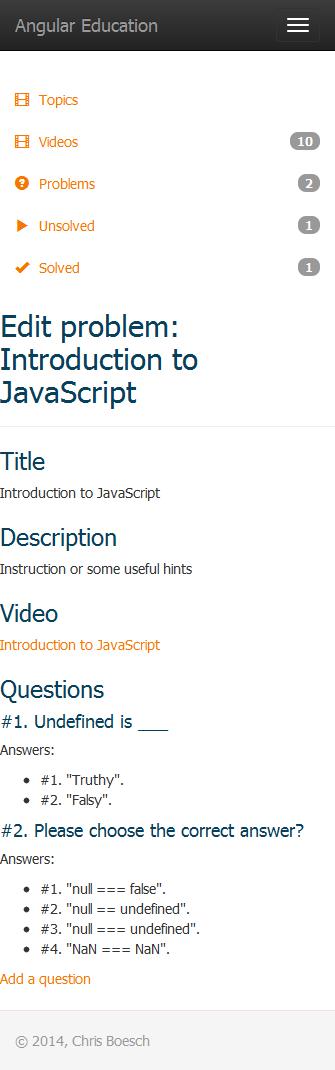 Angular Education
Topics
Videos 10
Problems 2
Unsolved 1
Solved 1
Edit problem:
Introduction to
JavaScript
Title
Introduction to JavaScript
Description
Instruction or some useful hints
Video
Introduction to JavaScript
Questions
#1. Undefined is ___
Answers:
#1. "Truthy".
#2. "Falsy".
#2. Please choose the correct answer?
Answers:
#1. "null === false".
#2. "null == undefined".
#3. "null === undefined".
#4. "NaN === NaN".
Add a question
© 2014, Chris Boesch